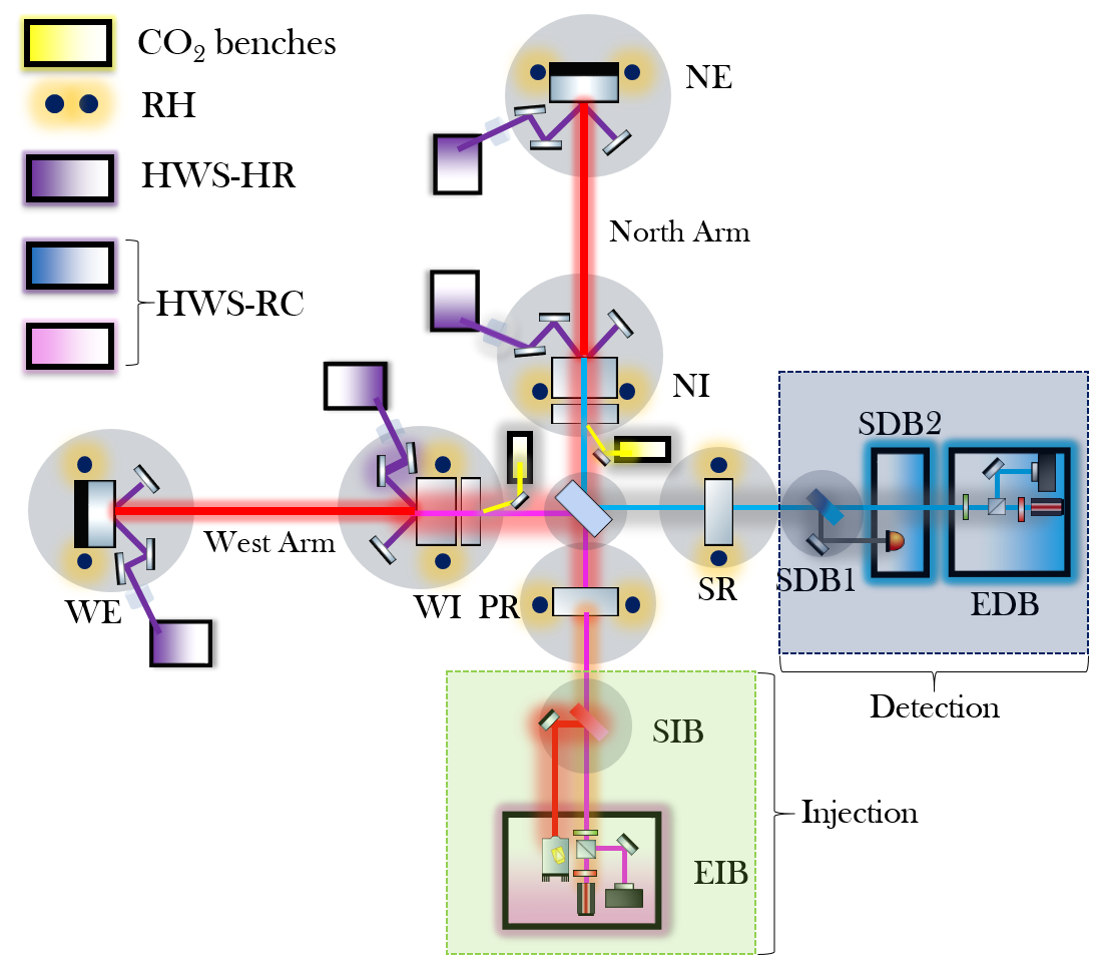 CO₂ benches
RH
HWS-HR
HWS-RC
NE
North Arm
NI
West Arm
WE
WI
PR
SR
SDB1
SDB2
EDB
Detection
SIB
Injection
EIB